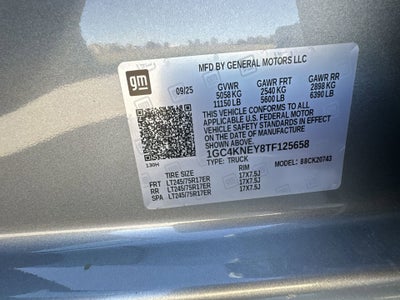 gm
MFD BY GENERAL MOTORS LLC
09/25 GVWR GAWR FRT GAWR RR
5058 KG 2540 KG 2898 KG
11150 LB 5600 LB 6390 LB
THIS VEHICLE CONFORMS TO ALL
APPLICABLE U.S. FEDERAL MOTOR
VEHICLE SAFETY STANDARDS IN
EFFECT ON THE DATE OF
MANUFACTURE SHOWN ABOVE.
1GC4KNEY8TF125658
130H TYPE: TRUCK MODEL: 88CK20743
TIRE SIZE RIM
FRT LT245/75R17ER 17X7.5J
RR LT245/75R17ER 17X7.5J
SPA LT245/75R17ER 17X7.5J